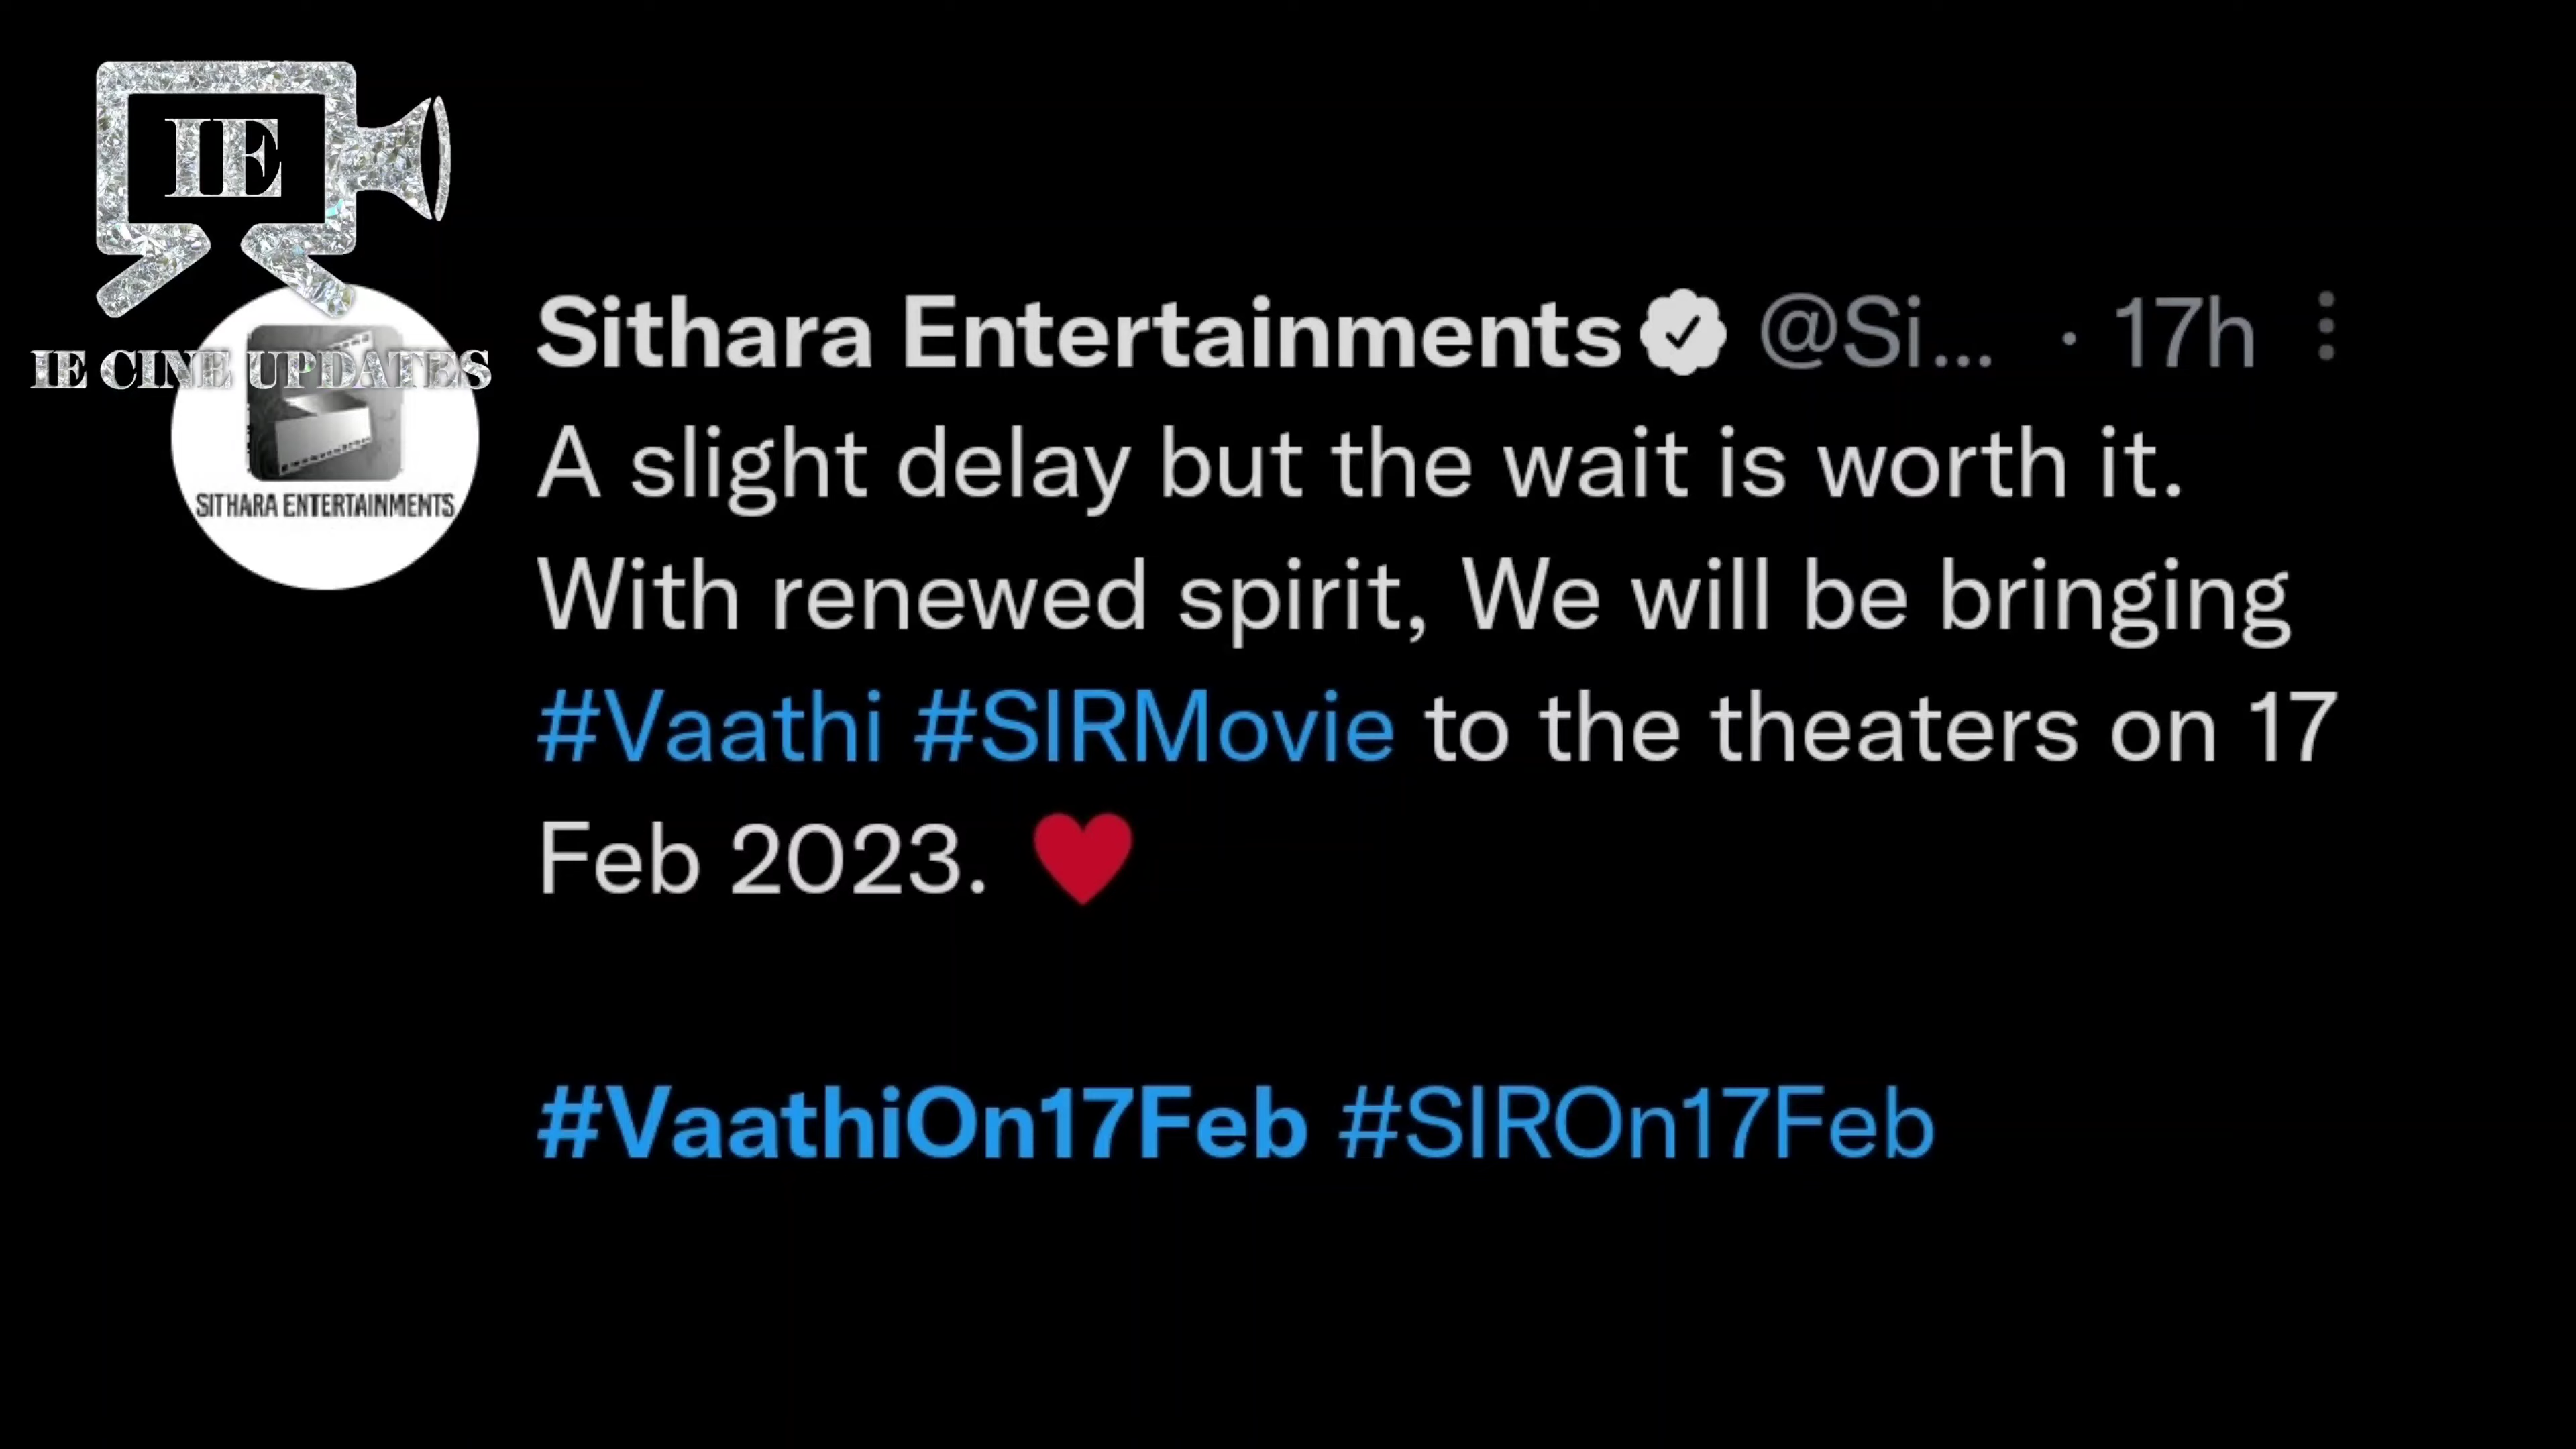 IE
IE CINE UPDATES
SITHARA ENTERTAINMENTS
Sithara Entertainments @Si... · 17h
A slight delay but the wait is worth it.
With renewed spirit, We will be bringing
#Vaathi #SIRMovie to the theaters on 17
Feb 2023. ♥
#VaathiOn17Feb #SIROn17Feb